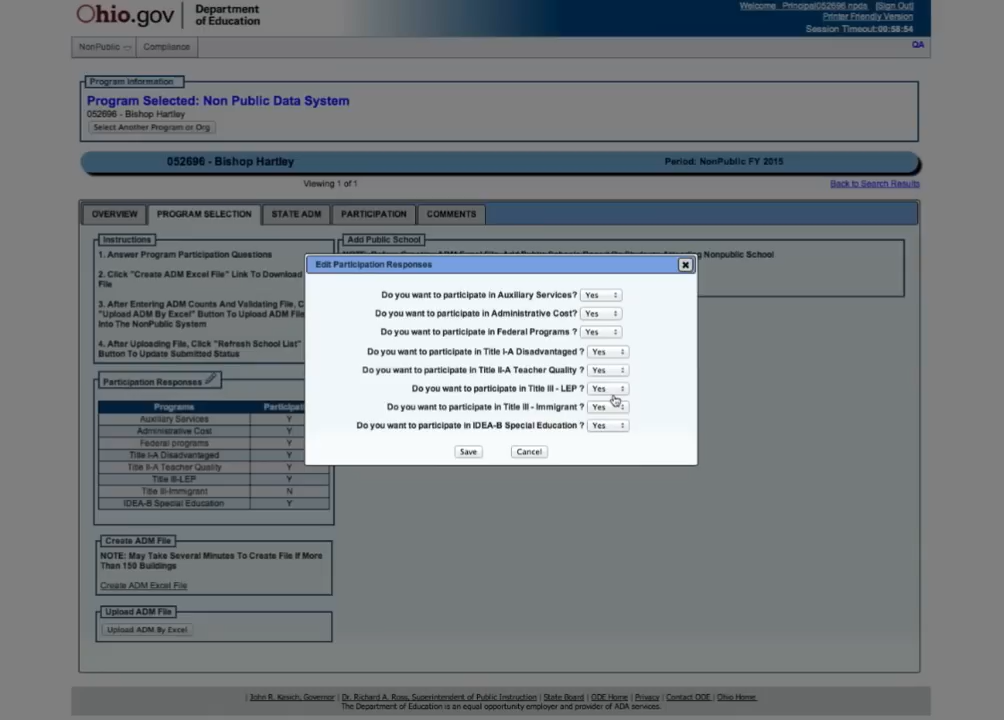 Ohio.gov
Department
of Education
Welcome Principal052696 npds [Sign Out]
Printer Friendly Version
Session Timeout:00:58:54
NonPublic
Compliance
QA
Program Information
Program Selected: Non Public Data System
052696 - Bishop Hartley
Select Another Program or Org
052696 - Bishop Hartley
Period: NonPublic FY 2015
Viewing 1 of 1
Back to Search Results
OVERVIEW
PROGRAM SELECTION
STATE ADM
PARTICIPATION
COMMENTS
Instructions
1. Answer Program Participation Questions
2. Click "Create ADM Excel File" Link To Download
File
3. After Entering ADM Counts And Validating File, C
"Upload ADM By Excel" Button To Upload ADM
Into The NonPublic System
4. After Uploading File, Click "Refresh School List"
Button To Update Submitted Status
Add Public School
Nonpublic School
Edit Participation Responses
Do you want to participate in Auxiliary Services? Yes
Do you want to participate in Administrative Cost? Yes
Do you want to participate in Federal Programs ? Yes
Do you want to participate in Title I-A Disadvantaged ? Yes
Do you want to participate in Title II-A Teacher Quality ? Yes
Do you want to participate in Title III - LEP ? Yes
Do you want to participate in Title III - Immigrant ? Yes
Do you want to participate in IDEA-B Special Education ? Yes
Save
Cancel
Participation Responses
Programs Participat
Auxiliary Services Y
Administrative Cost Y
Federal programs Y
Title I-A Disadvantaged Y
Title II-A Teacher Quality Y
Title III-LEP Y
Title III-Immigrant N
IDEA-B Special Education Y
Create ADM File
NOTE: May Take Several Minutes To Create File If More
Than 150 Buildings
Create ADM Excel File
Upload ADM File
Upload ADM By Excel
| John R. Kasich, Governor | Dr. Richard A. Ross, Superintendent of Public Instruction | State Board | ODE Home | Privacy | Contact ODE | Ohio Home
The Department of Education is an equal opportunity employer and provider of ADA services.